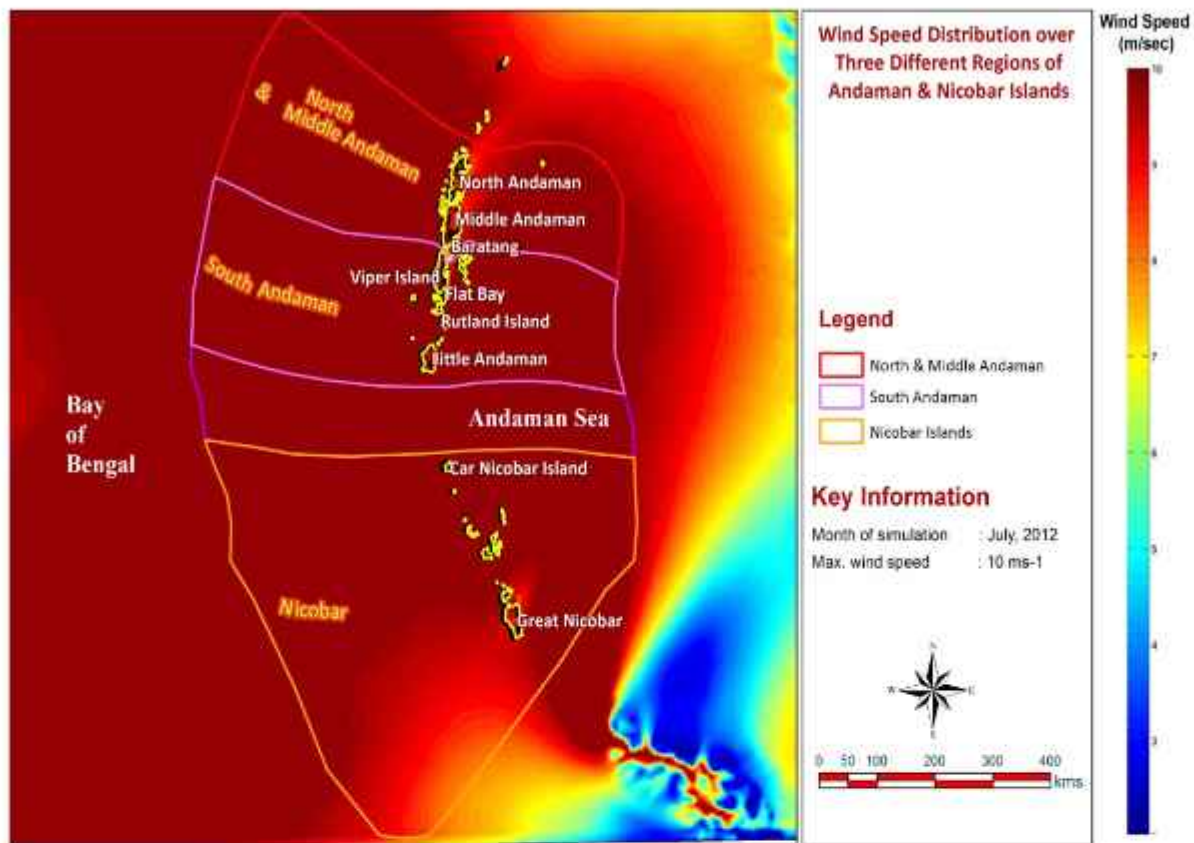 North
& Middle Andaman
North Andaman
Middle Andaman
Baratang
Viper Island
Flat Bay
South Andaman
Rutland Island
Little Andaman
Bay
of
Bengal
Andaman Sea
Car Nicobar Island
Nicobar
Great Nicobar
Wind Speed Distribution over
Three Different Regions of
Andaman & Nicobar Islands
Legend
North & Middle Andaman
South Andaman
Nicobar Islands
Key Information
Month of simulation : July, 2012
Max. wind speed : 10 ms-1
N
W E
S
0 50 100 200 300 400
kms
Wind Speed
(m/sec)
10
9
8
7
6
5
4
3